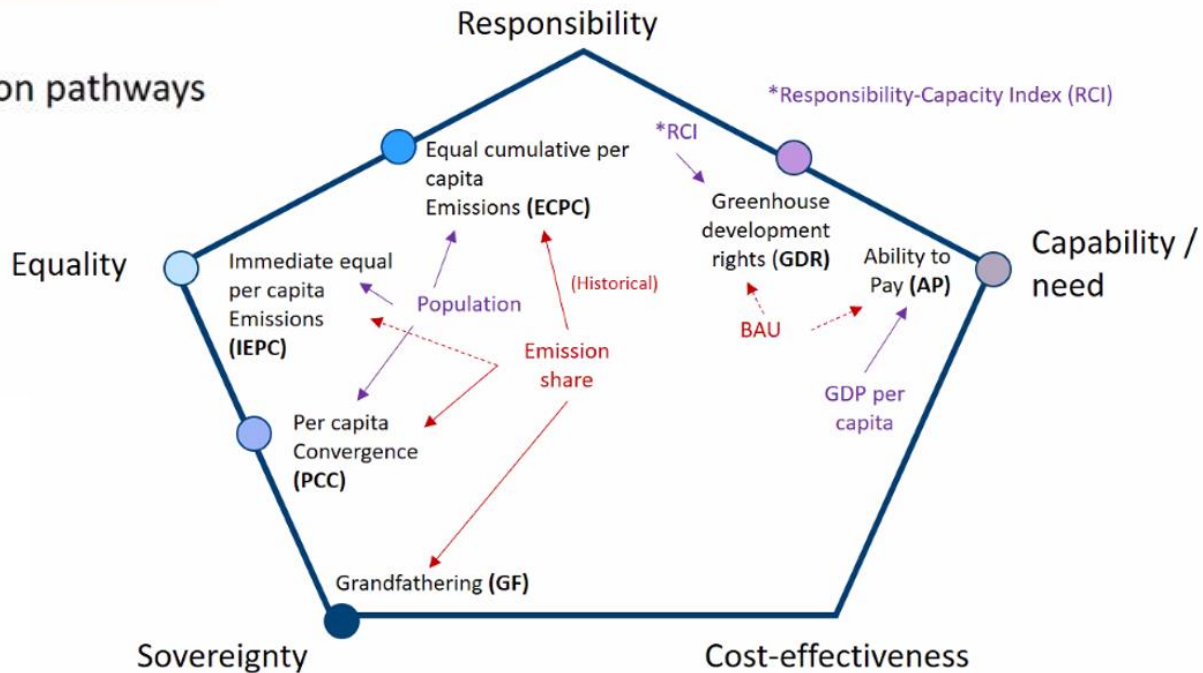 Responsibility
on pathways
*Responsibility-Capacity Index (RCI)
*RCI
Equal cumulative per
capita
Emissions (ECPC)
Greenhouse
development
rights (GDR)
Ability to
Pay (AP)
Capability /
need
Equality
Immediate equal
per capita
Emissions
(IEPC)
Population
(Historical)
BAU
Emission
share
GDP per
capita
Per capita
Convergence
(PCC)
Grandfathering (GF)
Sovereignty
Cost-effectiveness